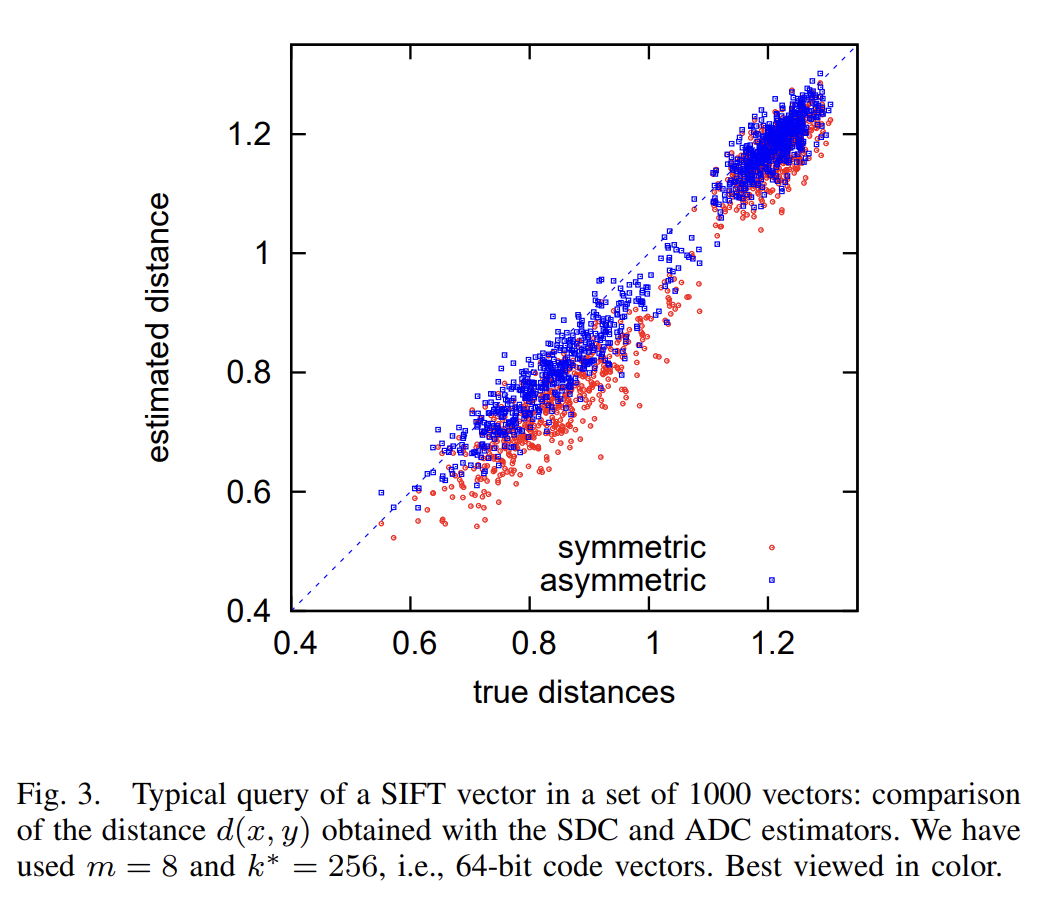 1.2
1
0.8
0.6
0.4
estimated distance
symmetric
asymmetric
0.4 0.6 0.8 1 1.2
true distances
Fig. 3. Typical query of a SIFT vector in a set of 1000 vectors: comparison
of the distance d(x, y) obtained with the SDC and ADC estimators. We have
used m = 8 and k* = 256, i.e., 64-bit code vectors. Best viewed in color.